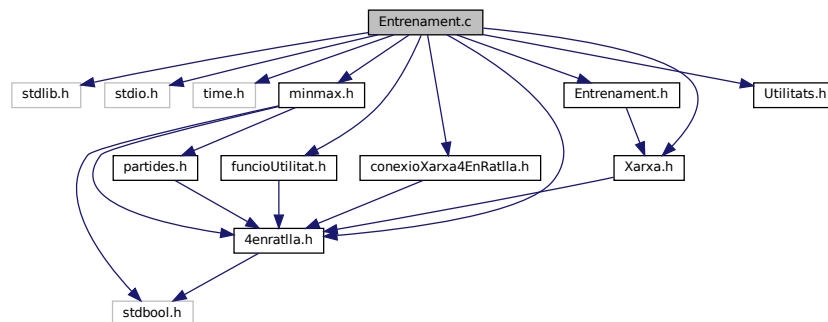 Entrenament.c
stdlib.h
stdio.h
time.h
minmax.h
Entrenament.h
Utilitats.h
partides.h
funcioUtilitat.h
conexioXarxa4EnRatlla.h
Xarxa.h
4enratlla.h
stdbool.h